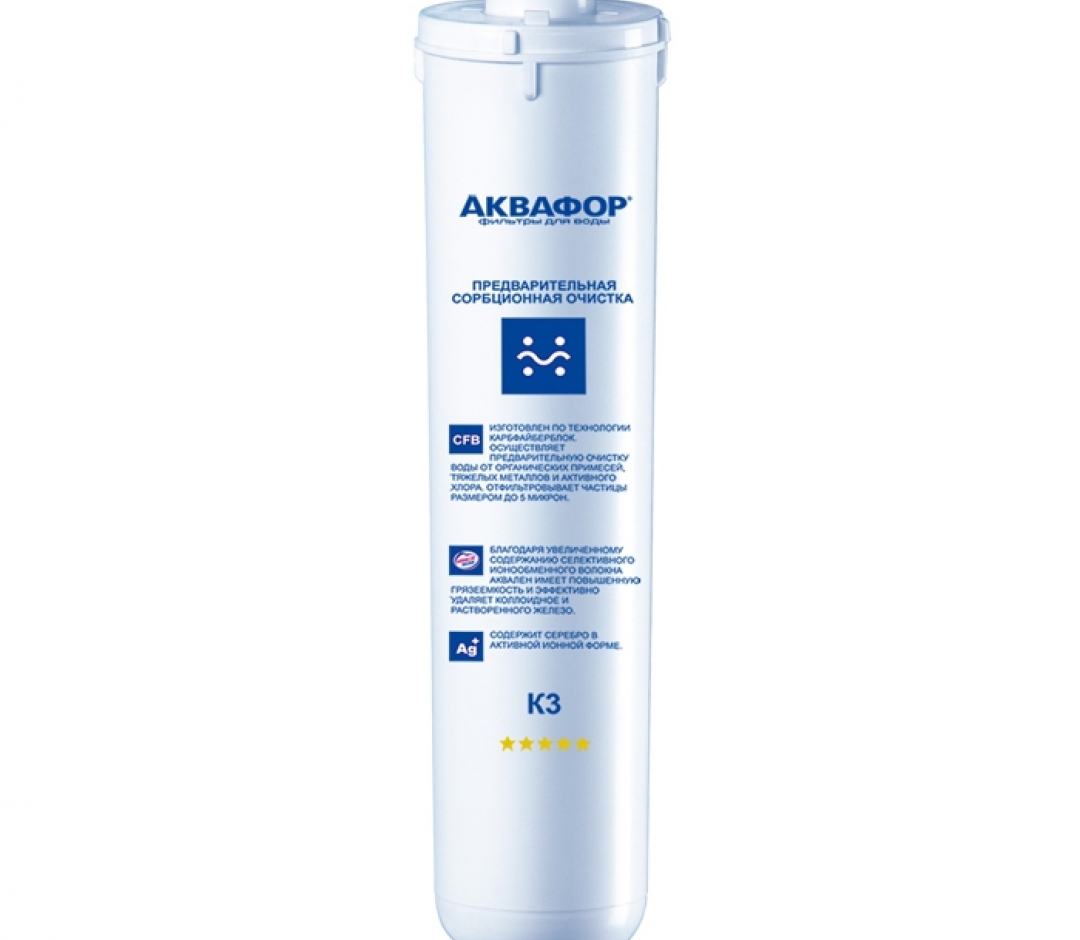 АКВАФОР®
ФИЛЬТРЫ ДЛЯ ВОДЫ
ПРЕДВАРИТЕЛЬНАЯ
СОРБЦИОННАЯ ОЧИСТКА
CFB
ИЗГОТОВЛЕН ПО ТЕХНОЛОГИИ
КАРБФАЙБЕРБЛОК.
ОСУЩЕСТВЛЯЕТ
ПРЕДВАРИТЕЛЬНУЮ ОЧИСТКУ
ВОДЫ ОТ ОРГАНИЧЕСКИХ ПРИМЕСЕЙ,
ТЯЖЕЛЫХ МЕТАЛЛОВ И АКТИВНОГО
ХЛОРА. ОТФИЛЬТРОВЫВАЕТ ЧАСТИЦЫ
РАЗМЕРОМ ДО 5 МИКРОН.
БЛАГОДАРЯ УВЕЛИЧЕННОМУ
СОДЕРЖАНИЮ СЕЛЕКТИВНОГО
ИОНООБМЕННОГО ВОЛОКНА
АКВАЛЕН ИМЕЕТ ПОВЫШЕННУЮ
ГРЯЗЕЕМКОСТЬ И ЭФФЕКТИВНО
УДАЛЯЕТ КОЛЛОИДНОЕ И
РАСТВОРЕННОГО ЖЕЛЕЗО.
Ag+
СОДЕРЖИТ СЕРЕБРО В
АКТИВНОЙ ИОННОЙ ФОРМЕ.
К3